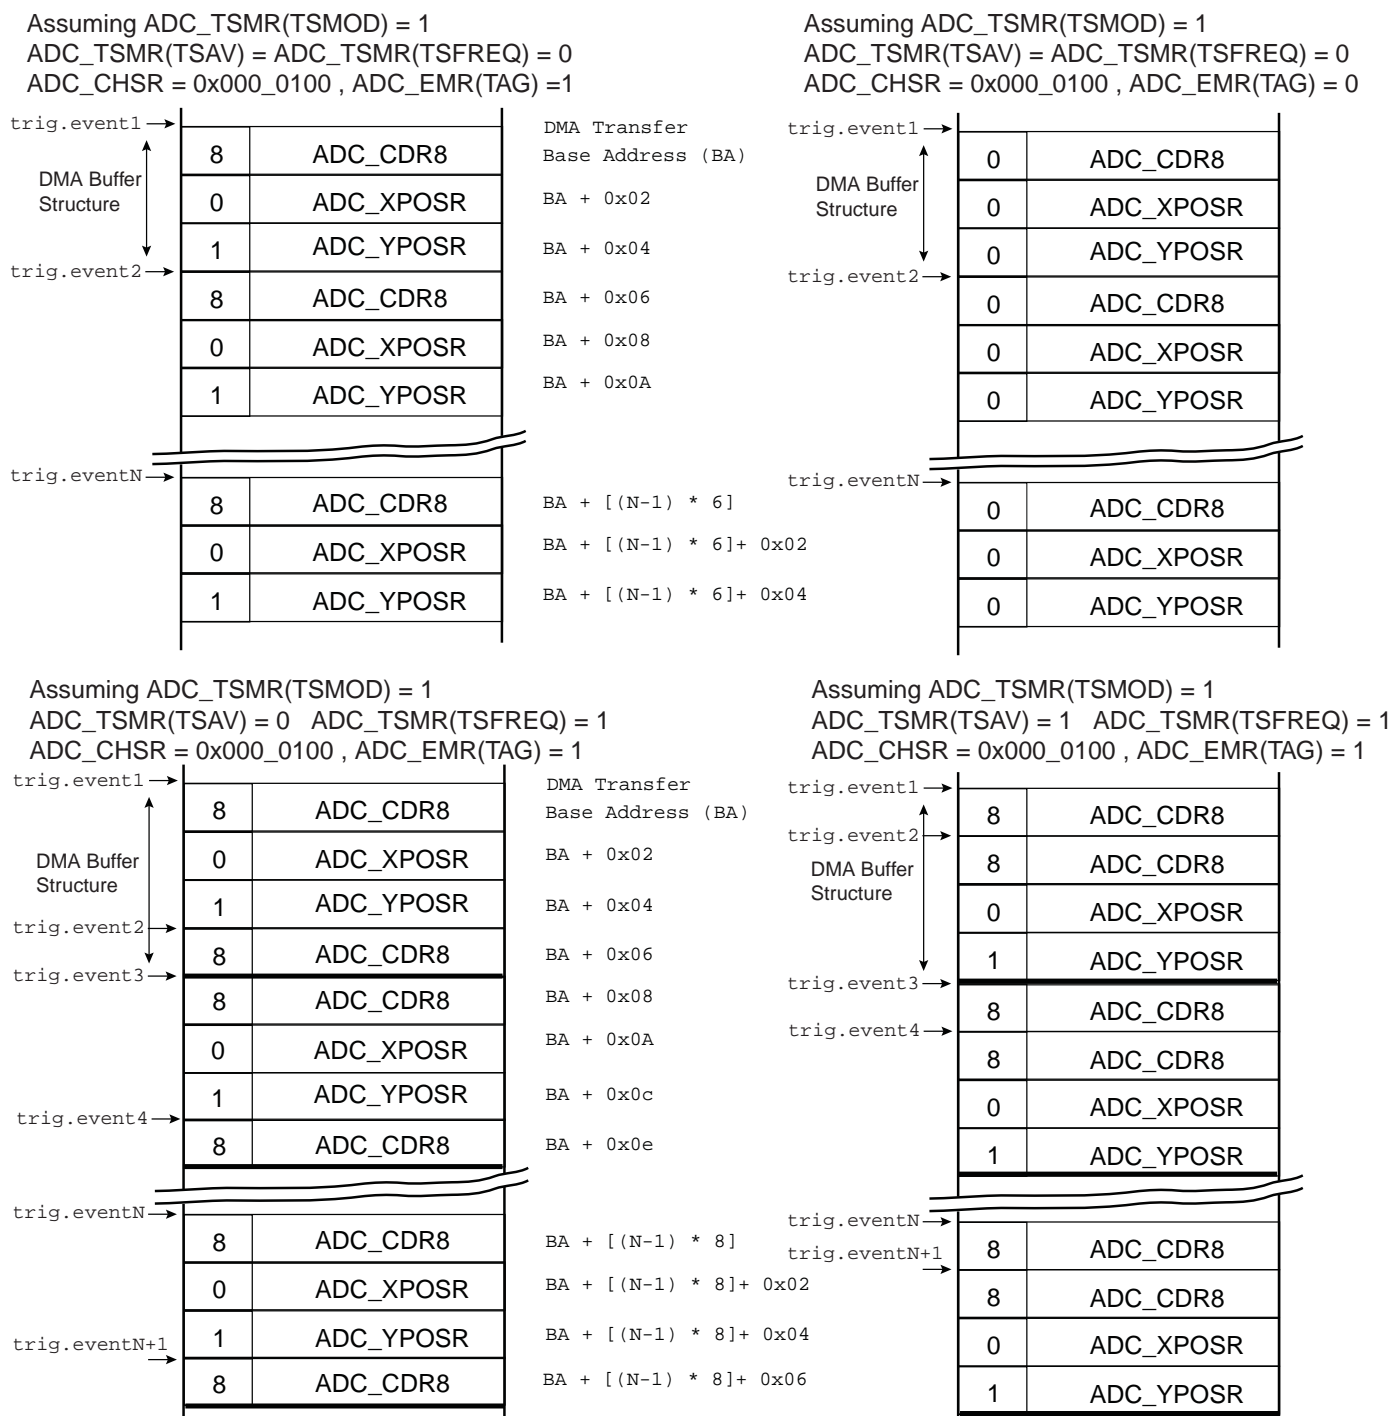 Assuming ADC_TSMR(TSMOD) = 1
ADC_TSMR(TSAV) = ADC_TSMR(TSFREQ) = 0
ADC_CHSR = 0x000_0100 , ADC_EMR(TAG) =1
trig.event1
DMA Transfer
8 ADC_CDR8 Base Address (BA)
DMA Buffer
Structure
0 ADC_XPOSR BA + 0x02
1 ADC_YPOSR BA + 0x04
trig.event2
8 ADC_CDR8 BA + 0x06
0 ADC_XPOSR BA + 0x08
1 ADC_YPOSR BA + 0x0A
trig.eventN
8 ADC_CDR8 BA + [(N-1) * 6]
0 ADC_XPOSR BA + [(N-1) * 6]+ 0x02
1 ADC_YPOSR BA + [(N-1) * 6]+ 0x04
Assuming ADC_TSMR(TSMOD) = 1
ADC_TSMR(TSAV) = ADC_TSMR(TSFREQ) = 0
ADC_CHSR = 0x000_0100 , ADC_EMR(TAG) = 0
trig.event1
0 ADC_CDR8
DMA Buffer
Structure
0 ADC_XPOSR
0 ADC_YPOSR
trig.event2
0 ADC_CDR8
0 ADC_XPOSR
0 ADC_YPOSR
trig.eventN
0 ADC_CDR8
0 ADC_XPOSR
0 ADC_YPOSR
Assuming ADC_TSMR(TSMOD) = 1
ADC_TSMR(TSAV) = 0 ADC_TSMR(TSFREQ) = 1
ADC_CHSR = 0x000_0100 , ADC_EMR(TAG) = 1
trig.event1
DMA Transfer
8 ADC_CDR8 Base Address (BA)
DMA Buffer
Structure
0 ADC_XPOSR BA + 0x02
1 ADC_YPOSR BA + 0x04
trig.event2
8 ADC_CDR8 BA + 0x06
trig.event3
8 ADC_CDR8 BA + 0x08
0 ADC_XPOSR BA + 0x0A
1 ADC_YPOSR BA + 0x0c
trig.event4
8 ADC_CDR8 BA + 0x0e
trig.eventN
8 ADC_CDR8 BA + [(N-1) * 8]
0 ADC_XPOSR BA + [(N-1) * 8]+ 0x02
1 ADC_YPOSR BA + [(N-1) * 8]+ 0x04
trig.eventN+1
8 ADC_CDR8 BA + [(N-1) * 8]+ 0x06
Assuming ADC_TSMR(TSMOD) = 1
ADC_TSMR(TSAV) = 1 ADC_TSMR(TSFREQ) = 1
ADC_CHSR = 0x000_0100 , ADC_EMR(TAG) = 1
trig.event1
8 ADC_CDR8
trig.event2
DMA Buffer
Structure
8 ADC_CDR8
0 ADC_XPOSR
1 ADC_YPOSR
trig.event3
8 ADC_CDR8
trig.event4
8 ADC_CDR8
0 ADC_XPOSR
1 ADC_YPOSR
trig.eventN
8 ADC_CDR8
trig.eventN+1
8 ADC_CDR8
0 ADC_XPOSR
1 ADC_YPOSR